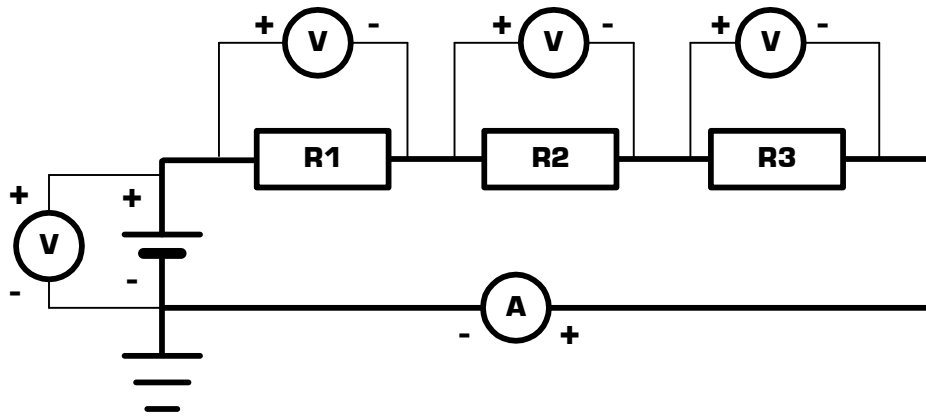 + V - + V - + V -
R1 R2 R3
+ +
V
- -
A
- +